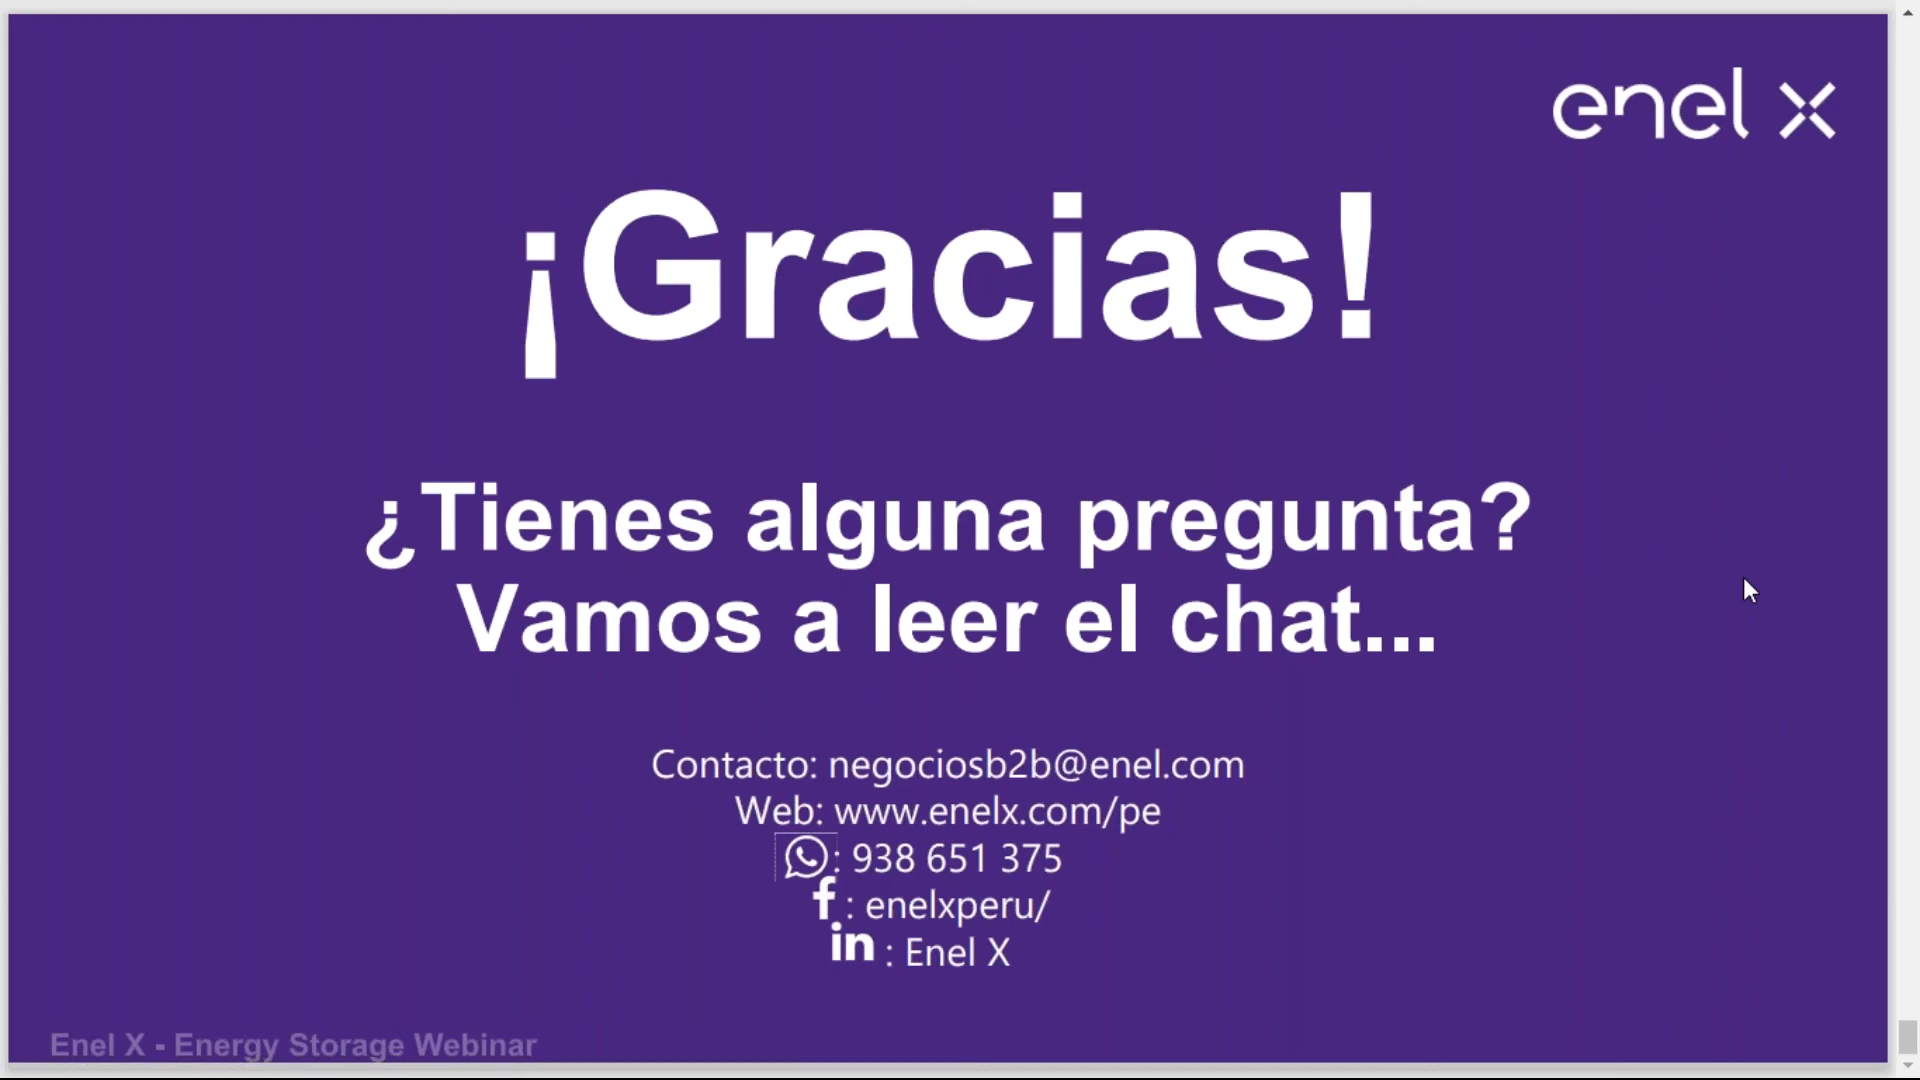 enel x
¡Gracias!
¿Tienes alguna pregunta?
Vamos a leer el chat...
Contacto: negociosb2b@enel.com
Web: www.enelx.com/pe
: 938 651 375
f : enelxperu/
in : Enel X
Enel X - Energy Storage Webinar